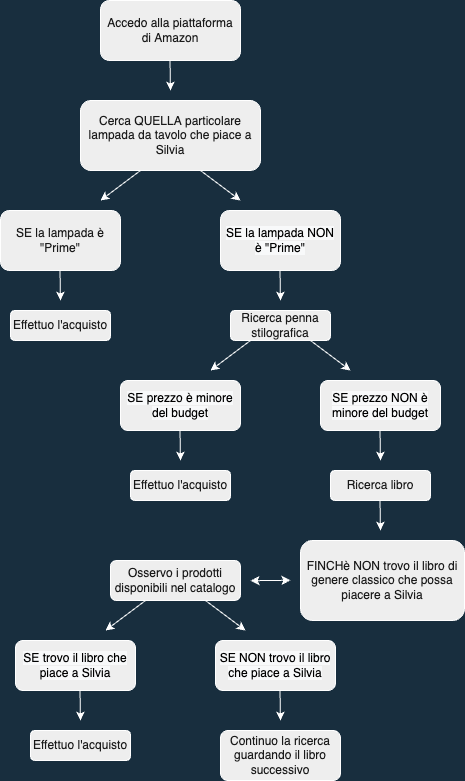 Accedo alla piattaforma
di Amazon
Cerca QUELLA particolare
lampada da tavolo che piace a
Silvia
SE la lampada è
"Prime"
SE la lampada NON
è "Prime"
Effettuo l'acquisto
Ricerca penna
stilografica
SE prezzo è minore
del budget
SE prezzo NON è
minore del budget
Effettuo l'acquisto
Ricerca libro
FINCHè NON trovo il libro di
genere classico che possa
piacere a Silvia
Osservo i prodotti
disponibili nel catalogo
SE trovo il libro che
piace a Silvia
SE NON trovo il libro
che piace a Silvia
Effettuo l'acquisto
Continuo la ricerca
guardando il libro
successivo